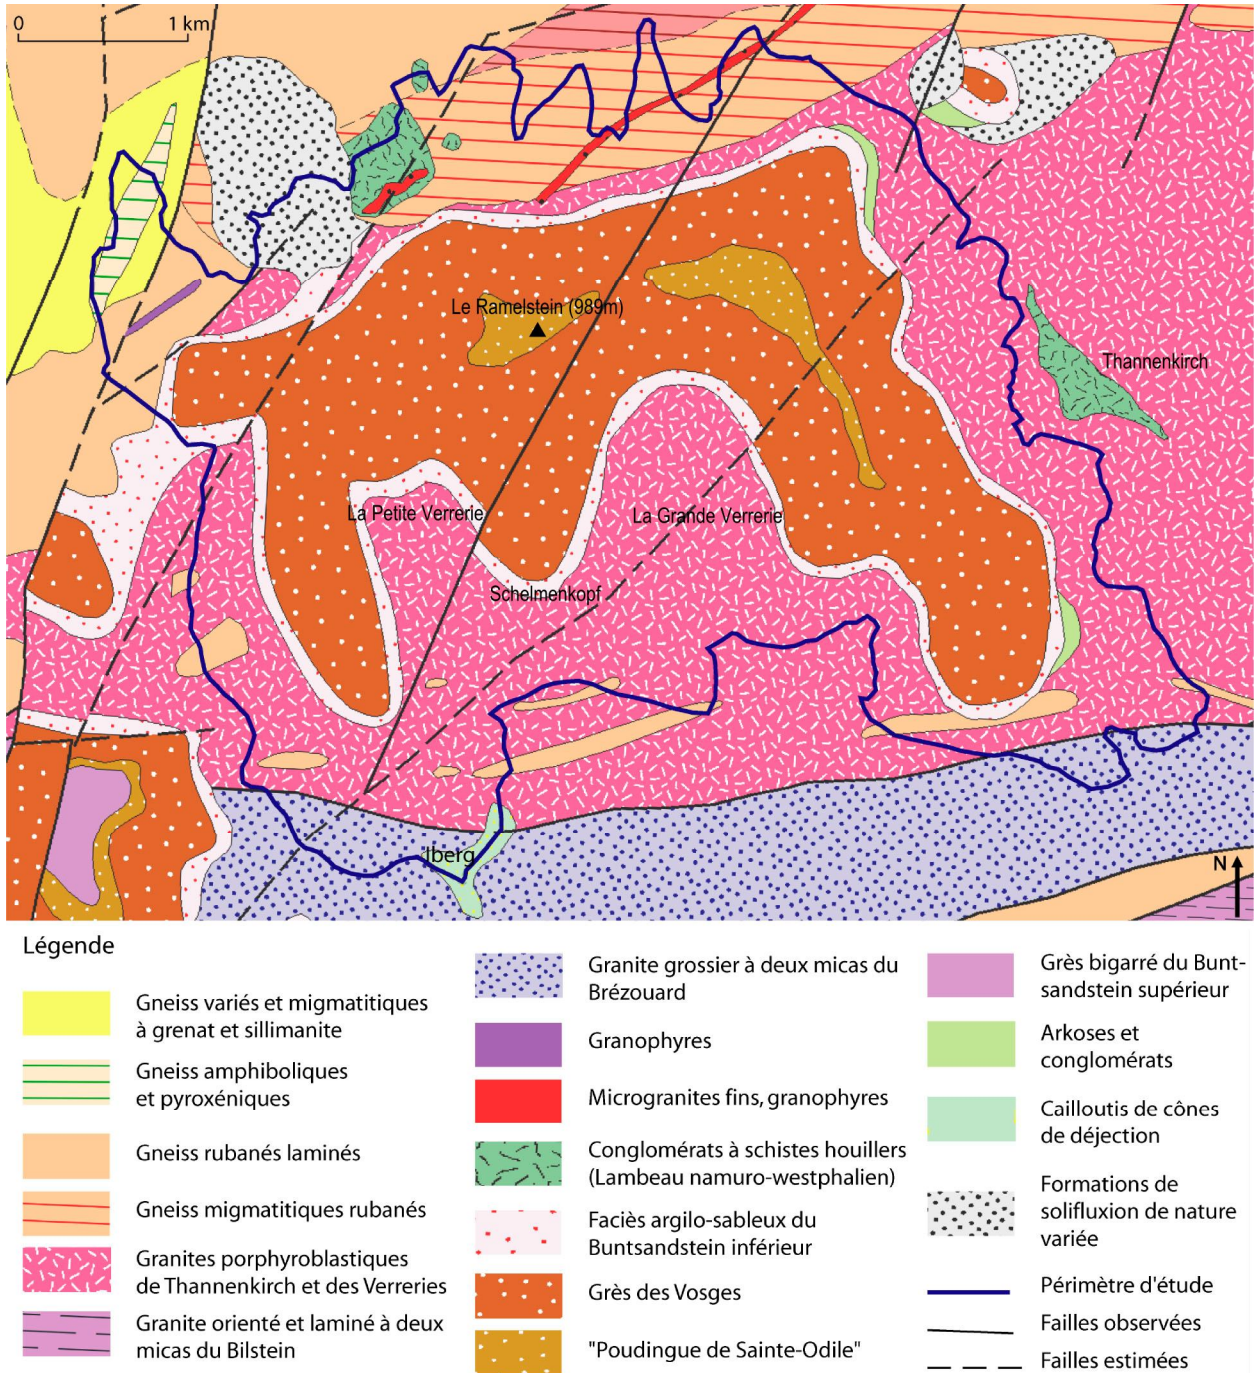 0
1 km
Le Ramelstein (989m)
Thannenkirch
La Petite Verrerie
La Grande Verrerie
Schelmenkopf
Iberg
N
Légende
Gneiss variés et migmatitiques
à grenat et sillimanite
Gneiss amphiboliques
et pyroxéniques
Gneiss rubanés laminés
Gneiss migmatitiques rubanés
Granites porphyroblastiques
de Thannenkirch et des Verreries
Granite orienté et laminé à deux
micas du Bilstein
Granite grossier à deux micas du
Brézouard
Granophyres
Microgranites fins, granophyres
Conglomérats à schistes houillers
(Lambeau namuro-westphalien)
Faciès argilo-sableux du
Buntsandstein inférieur
Grès des Vosges
"Poudingue de Sainte-Odile"
Grès bigarré du Bunt-
sandstein supérieur
Arkoses et
conglomérats
Cailloutis de cônes
de déjection
Formations de
solifluxion de nature
variée
Périmètre d'étude
Failles observées
Failles estimées